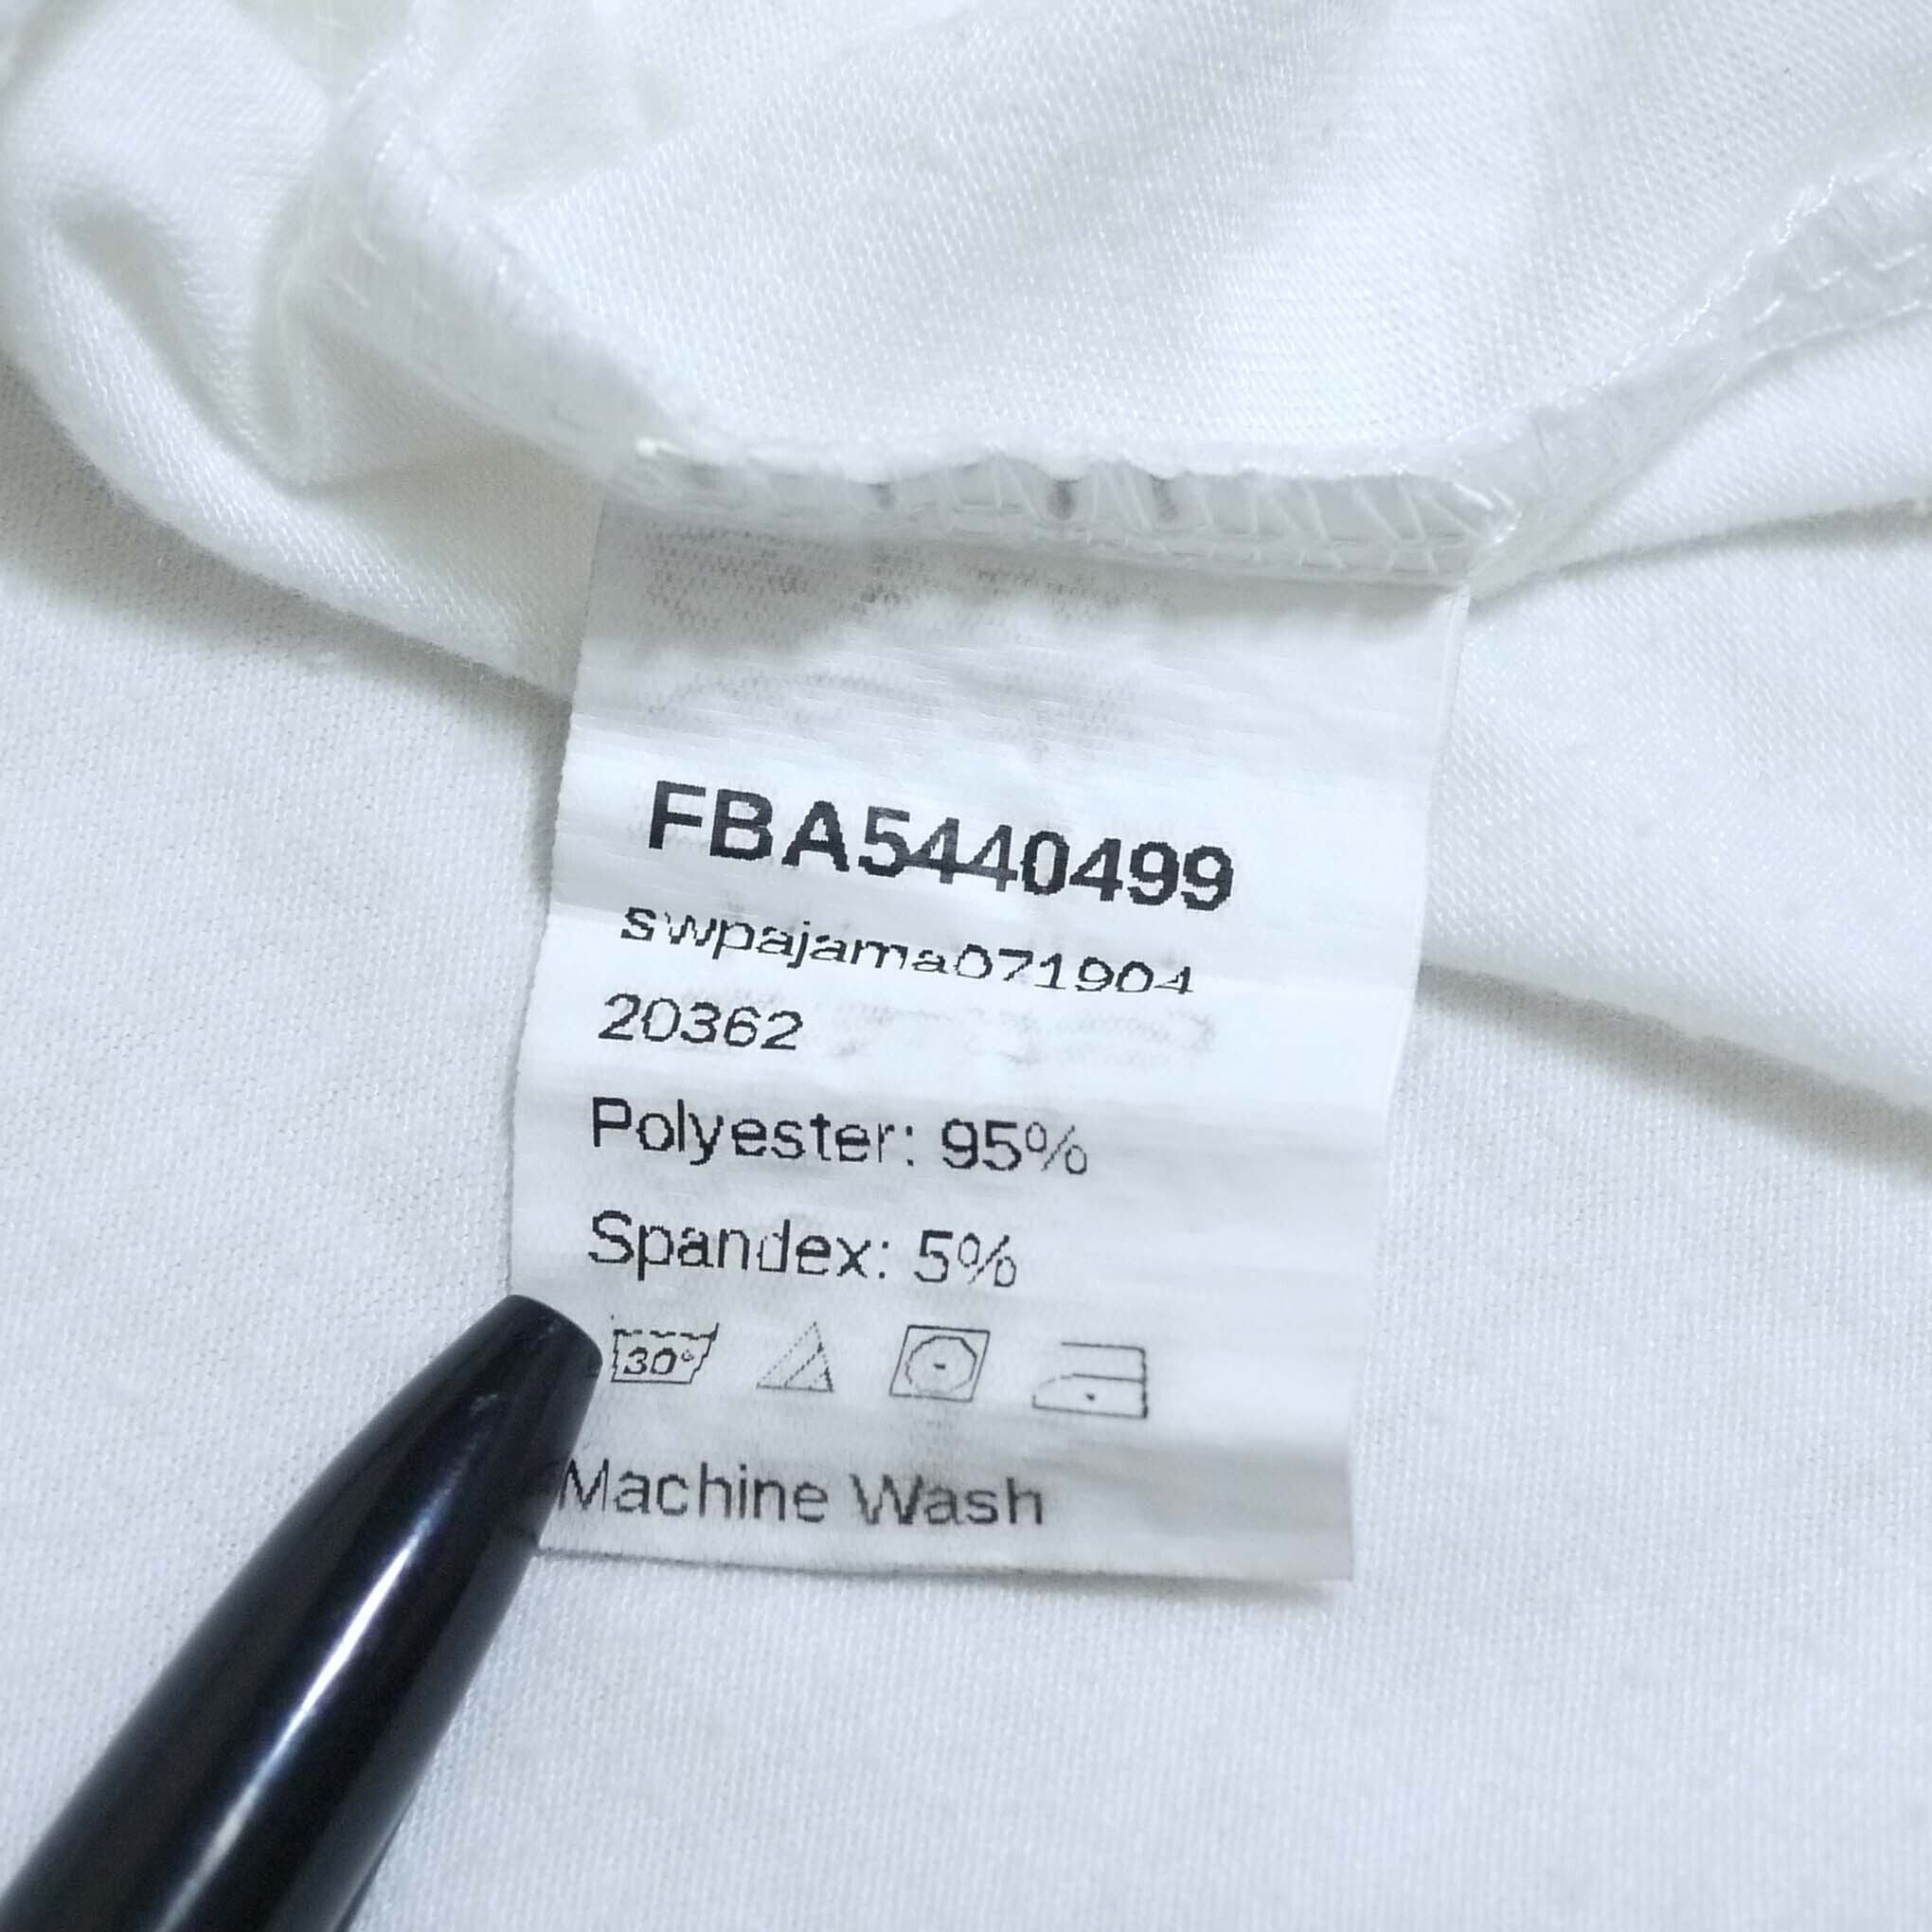 FBA5440499
swpajama071904
20362
Polyester: 95%
Spandex: 5%
30°
Machine Wash